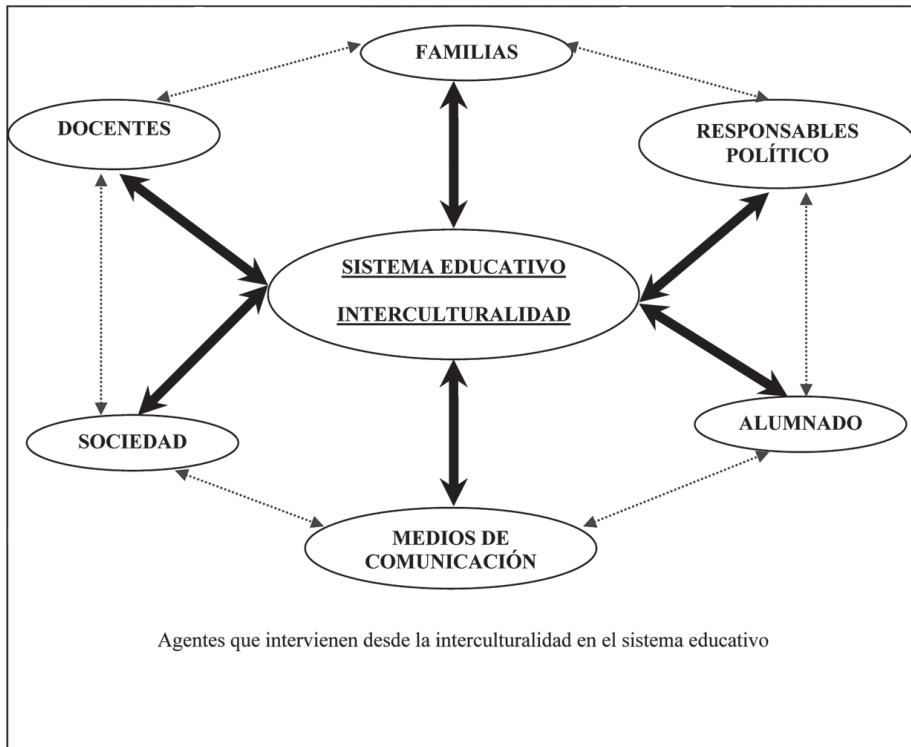 FAMILIAS
DOCENTES
RESPONSABLES
POLÍTICO
SISTEMA EDUCATIVO
INTERCULTURALIDAD
SOCIEDAD
ALUMNADO
MEDIOS DE
COMUNICACIÓN
Agentes que intervienen desde la interculturalidad en el sistema educativo